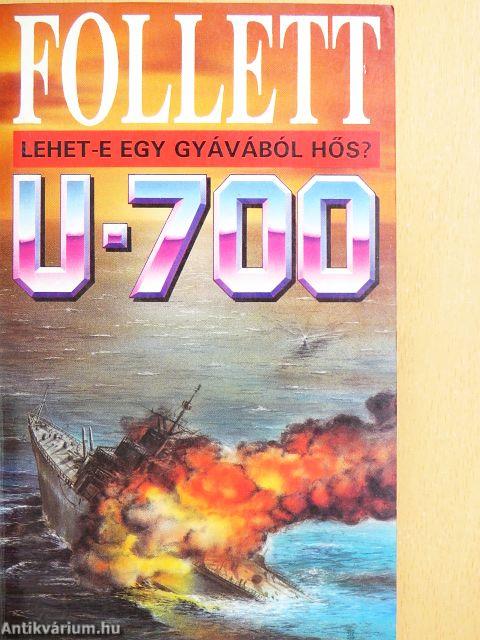 FOLLETT
LEHET-E EGY GYÁVÁBÓL HŐS?
U-700
Antikvárium.hu